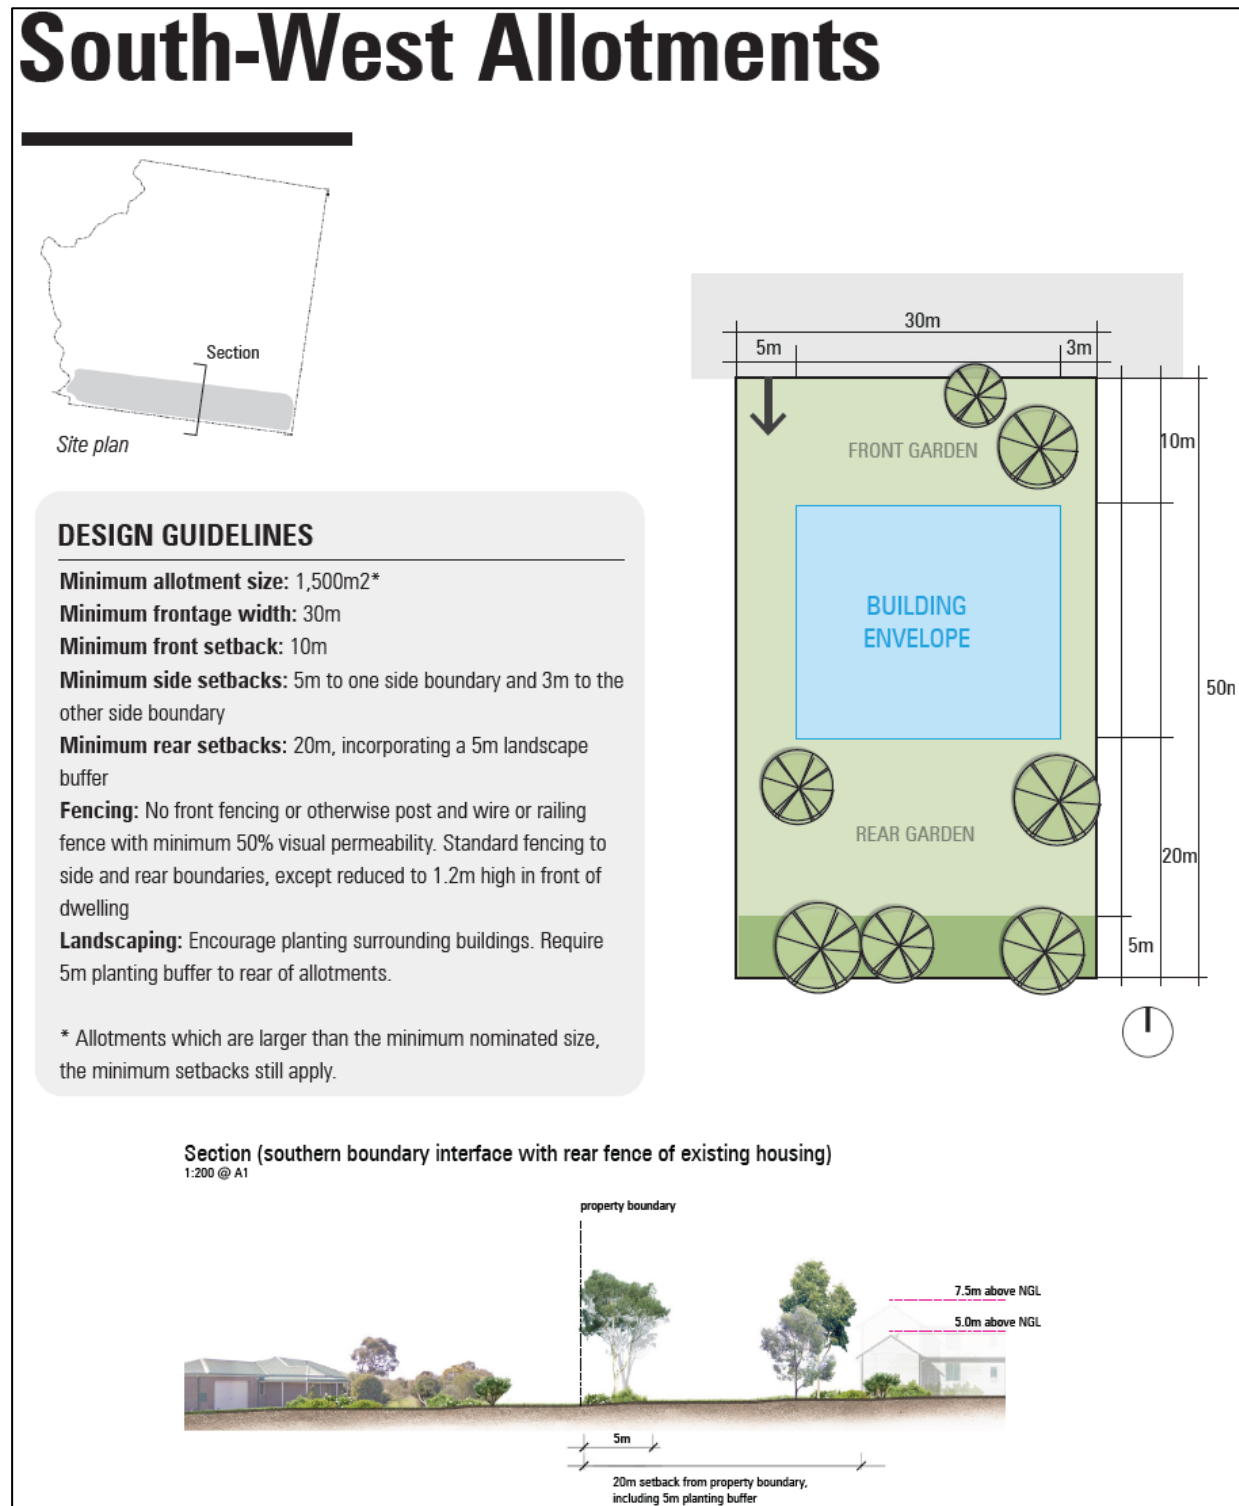 South-West Allotments
Section
Site plan
DESIGN GUIDELINES
Minimum allotment size: 1,500m2*
Minimum frontage width: 30m
Minimum front setback: 10m
Minimum side setbacks: 5m to one side boundary and 3m to the
other side boundary
Minimum rear setbacks: 20m, incorporating a 5m landscape
buffer
Fencing: No front fencing or otherwise post and wire or railing
fence with minimum 50% visual permeability. Standard fencing to
side and rear boundaries, except reduced to 1.2m high in front of
dwelling
Landscaping: Encourage planting surrounding buildings. Require
5m planting buffer to rear of allotments.
* Allotments which are larger than the minimum nominated size,
the minimum setbacks still apply.
30m
5m
3m
FRONT GARDEN
10m
BUILDING
ENVELOPE
50m
REAR GARDEN
20m
5m
Section (southern boundary interface with rear fence of existing housing)
1:200 @ A1
property boundary
7.5m above NGL
5.0m above NGL
5m
20m setback from property boundary,
including 5m planting buffer